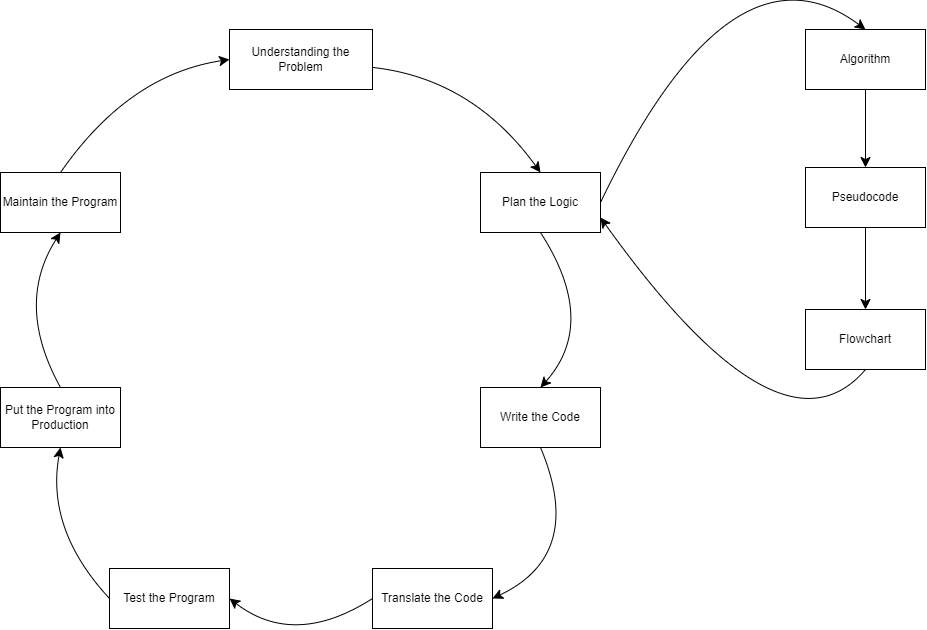 Understanding the
Problem
Algorithm
Maintain the Program
Plan the Logic
Pseudocode
Flowchart
Put the Program into
Production
Write the Code
Test the Program
Translate the Code